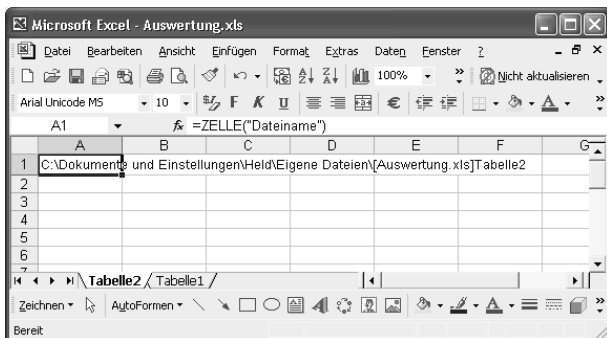 Microsoft Excel - Auswertung.xls
Datei Bearbeiten Ansicht Einfügen Format Extras Daten Fenster ?
100% Nicht aktualisieren
Arial Unicode MS 10 F K U €
A1 fx =ZELLE("Dateiname")
A B C D E F G
1 C:\Dokumente und Einstellungen\Held\Eigene Dateien\[Auswertung.xls]Tabelle2
2
3
4
5
6
7
Tabelle2 / Tabelle1 /
Zeichnen AutoFormen A
Bereit